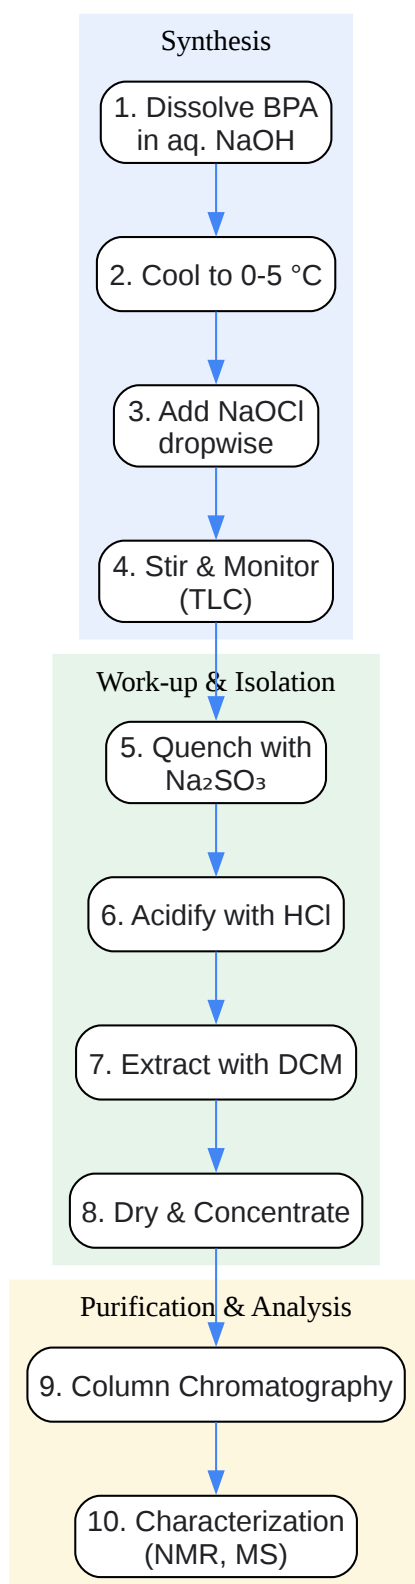 Synthesis
1. Dissolve BPA
in aq. NaOH
2. Cool to 0-5 °C
3. Add NaOCl
dropwise
4. Stir & Monitor
(TLC)
Work-up & Isolation
5. Quench with
Na₂SO₃
6. Acidify with HCl
7. Extract with DCM
8. Dry & Concentrate
Purification & Analysis
9. Column Chromatography
10. Characterization
(NMR, MS)